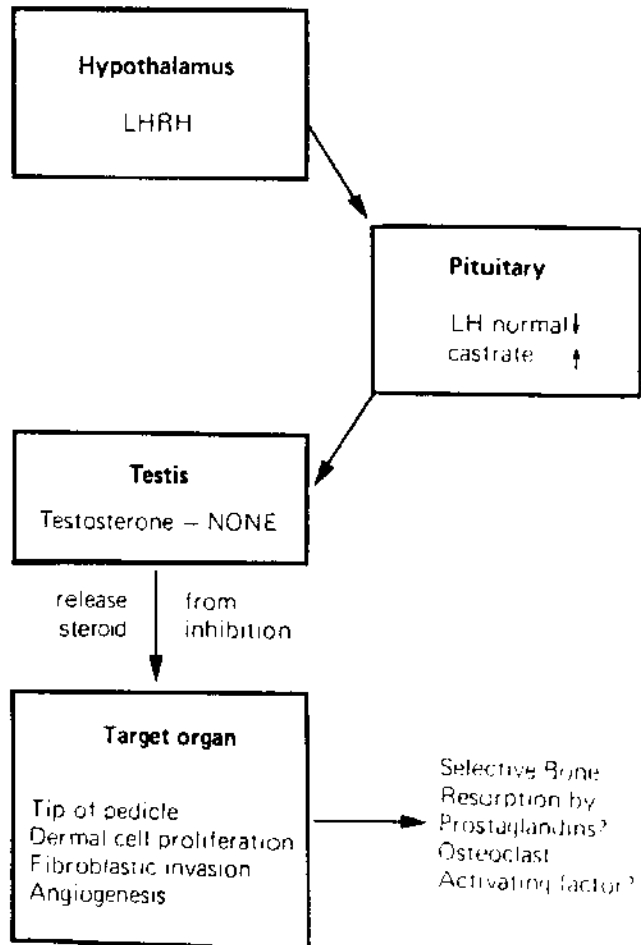 Hypothalamus
LHRH
Pituitary
LH normal ↓
castrate ↑
Testis
Testosterone – NONE
release from
steroid inhibition
Target organ
Tip of pedicle
Dermal cell proliferation
Fibroblastic invasion
Angiogenesis
Selective Bone
Resorption by
Prostaglandins?
Osteoclast
Activating factor?